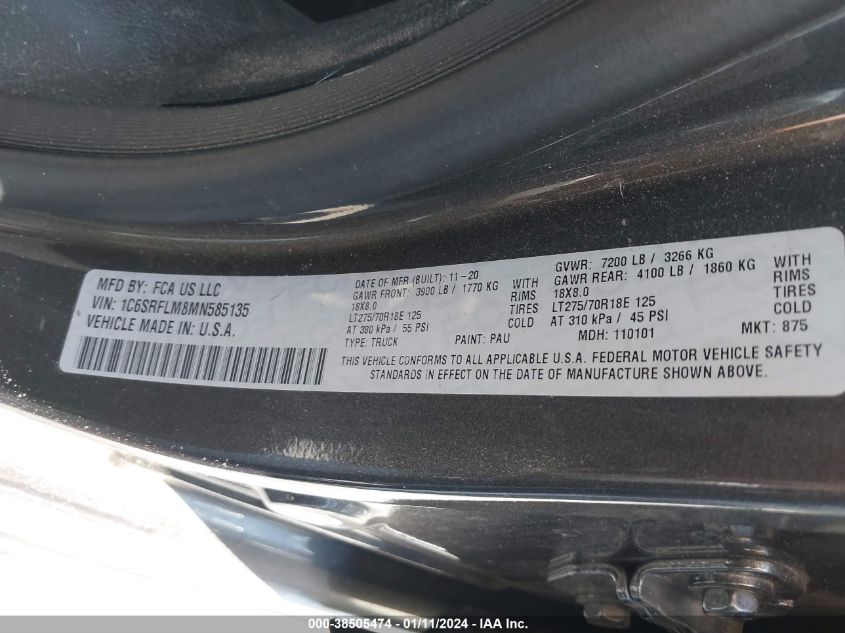 MFD BY: FCA US LLC
VIN: 1C6SRFLM8MN585135
VEHICLE MADE IN: U.S.A.
DATE OF MFR (BUILT): 11-20
GAWR FRONT: 3900 LB / 1770 KG WITH
18X8.0 RIMS
LT275/70R18E 125 TIRES
AT 380 kPa / 55 PSI COLD
TYPE: TRUCK PAINT: PAU
GVWR: 7200 LB / 3266 KG
GAWR REAR: 4100 LB / 1860 KG WITH
18X8.0 RIMS
LT275/70R18E 125 TIRES
AT 310 kPa / 45 PSI COLD
MDH: 110101 MKT: 875
THIS VEHICLE CONFORMS TO ALL APPLICABLE U.S.A. FEDERAL MOTOR VEHICLE SAFETY
STANDARDS IN EFFECT ON THE DATE OF MANUFACTURE SHOWN ABOVE.
000-38505474 - 01/11/2024 - IAA Inc.